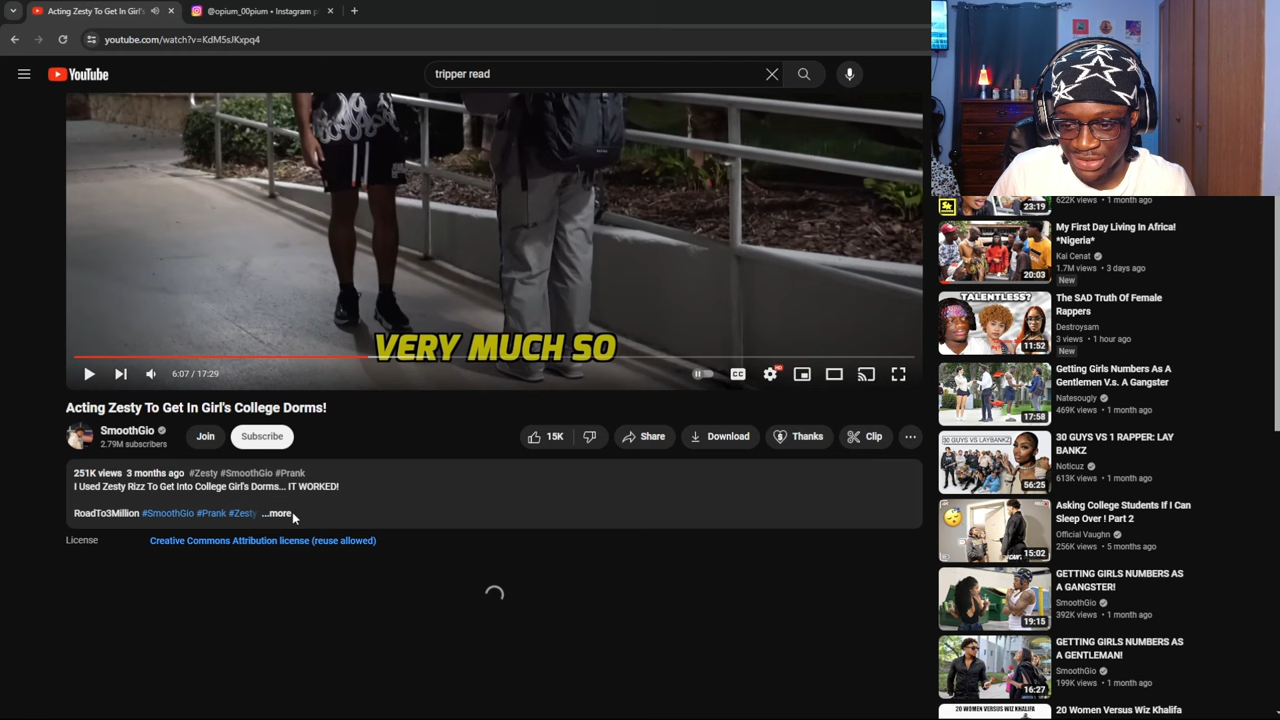 Acting Zesty To Get In Girl's
@opium_00pium • Instagram p
youtube.com/watch?v=KdMSqiKxpq4
YouTube
tripper read
VERY MUCH SO
6:07 / 17:29
CC
HD
Acting Zesty To Get In Girl's College Dorms!
SmoothGio
2.79M subscribers
Join
Subscribe
15K
Share
Download
Thanks
Clip
251K views 3 months ago #Zesty #SmoothGio #Prank
I Used Zesty Rizz To Get Into College Girl's Dorms... IT WORKED!
RoadTo3Million #SmoothGio #Prank #Zesty ...more
License
Creative Commons Attribution license (reuse allowed)
23:19
622K views • 1 month ago
20:03
My First Day Living In Africa!
*Nigeria*
Kai Cenat
1.7M views • 3 days ago
New
TALENTLESS?
11:52
The SAD Truth Of Female
Rappers
Destroysam
3 views • 1 hour ago
New
17:58
Getting Girls Numbers As A
Gentlemen V.s. A Gangster
Natesougly
469K views • 1 month ago
30 GUYS VS 1 RAPPER: LAY BANKZ
56:25
30 GUYS VS 1 RAPPER: LAY
BANKZ
Noticuz
613K views • 1 month ago
15:02
Asking College Students If I Can
Sleep Over ! Part 2
Official Vaughn
256K views • 5 months ago
19:15
GETTING GIRLS NUMBERS AS
A GANGSTER!
SmoothGio
392K views • 1 month ago
16:27
GETTING GIRLS NUMBERS AS
A GENTLEMAN!
SmoothGio
199K views • 1 month ago
20 WOMEN VERSUS WIZ KHALIFA
20 Women Versus Wiz Khalifa